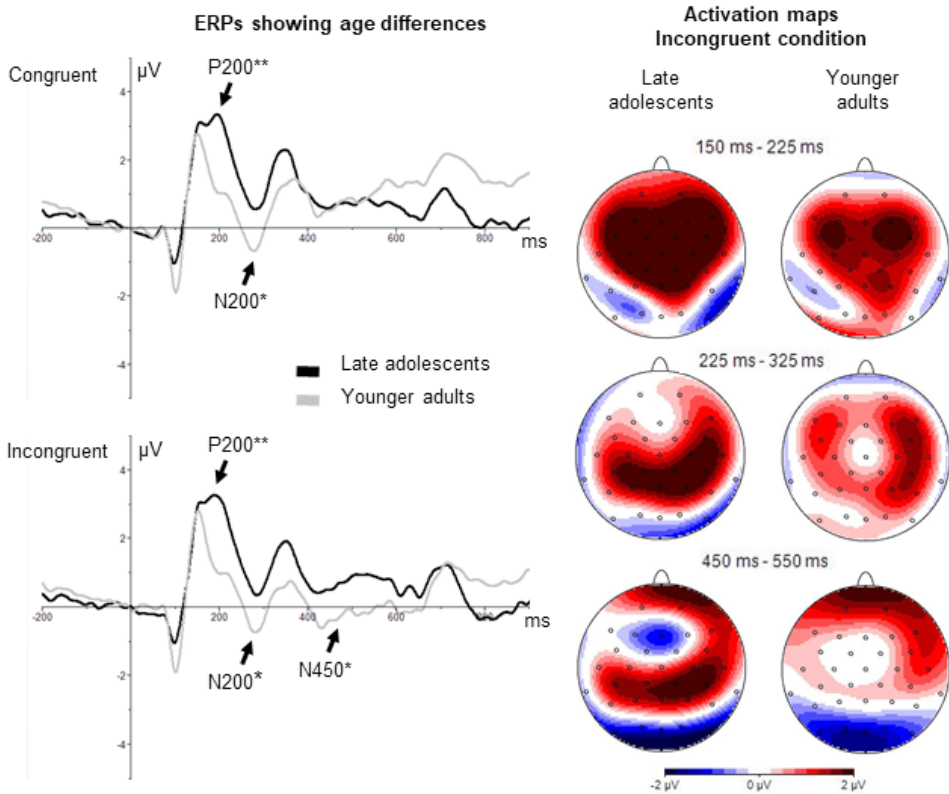 ERPs showing age differences
Activation maps
Incongruent condition
Late
adolescents
Younger
adults
Congruent
µV
P200**
4
2
-200
200
400
600
800
ms
-2
-4
N200*
Late adolescents
Younger adults
150 ms - 225 ms
225 ms - 325 ms
Incongruent
µV
P200**
4
2
-200
200
400
600
800
ms
-2
-4
N200*
N450*
450 ms - 550 ms
-2 µV
0 µV
2 µV